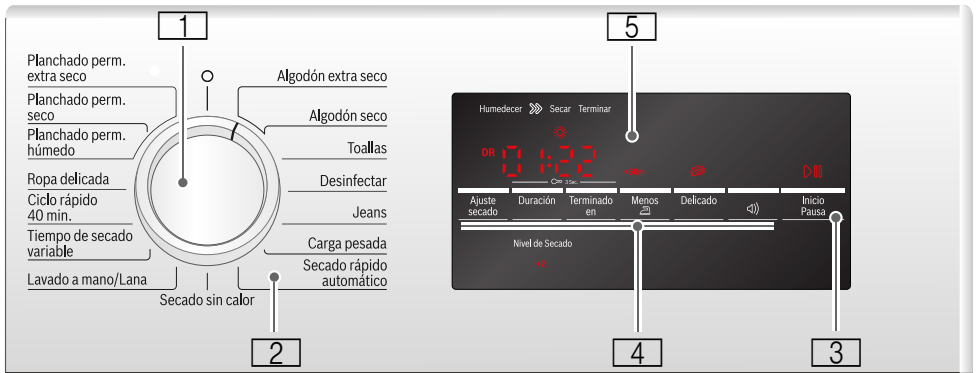 1
5
Planchado perm.
extra seco
Planchado perm.
seco
Planchado perm.
húmedo
Ropa delicada
Ciclo rápido
40 min.
Tiempo de secado
variable
Lavado a mano/Lana
Secado sin calor
Algodón extra seco
Algodón seco
Toallas
Desinfectar
Jeans
Carga pesada
Secado rápido
automático
Humedecer Secar Terminar
DR 01:22
3 Sec.
Ajuste
secado
Duración
Terminado
en
Menos
Delicado
Inicio
Pausa
Nivel de Secado
2
4
3